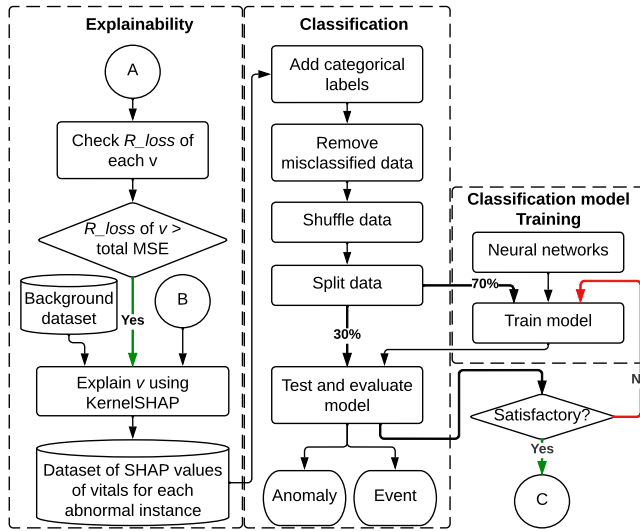 Explainability
A
Check R_loss of
each v
R_loss of v >
total MSE
Background
dataset
Yes
B
Explain v using
KernelSHAP
Dataset of SHAP values
of vitals for each
abnormal instance
Classification
Add categorical
labels
Remove
misclassified data
Shuffle data
Split data
70%
30%
Test and evaluate
model
Anomaly
Event
Classification model
Training
Neural networks
Train model
Satisfactory?
N
Yes
C